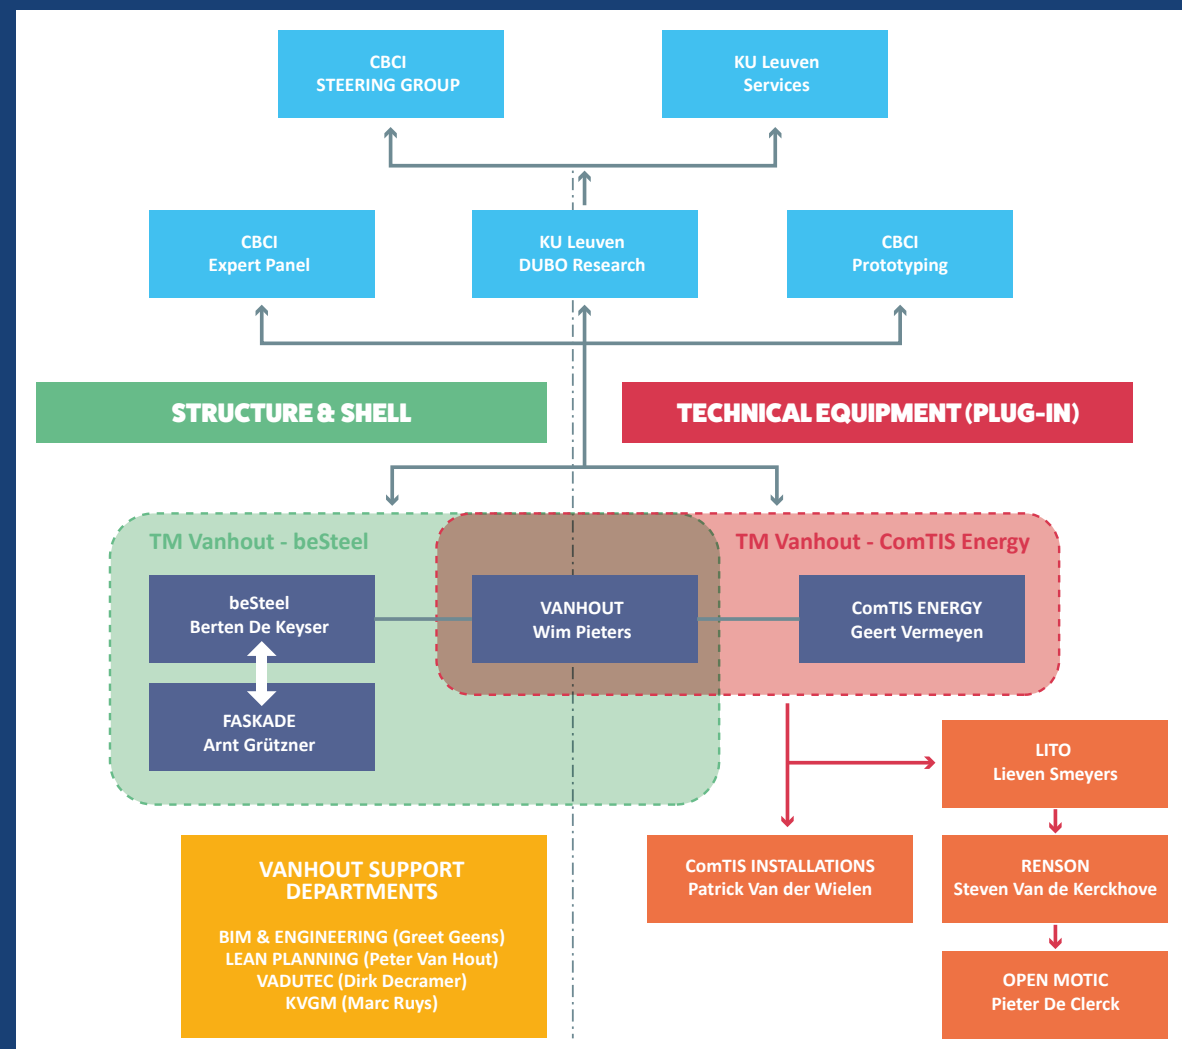 CBCI
STEERING GROUP
KU Leuven
Services
CBCI
Expert Panel
KU Leuven
DUBO Research
CBCI
Prototyping
STRUCTURE & SHELL
TECHNICAL EQUIPMENT (PLUG-IN)
TM Vanhout - beSteel
TM Vanhout - ComTIS Energy
beSteel
Berten De Keyser
VANHOUT
Wim Pieters
ComTIS ENERGY
Geert Vermeyen
FASKADE
Arnt Grützner
LITO
Lieven Smeyers
VANHOUT SUPPORT
DEPARTMENTS
BIM & ENGINEERING (Greet Geens)
LEAN PLANNING (Peter Van Hout)
VADUTEC (Dirk Decramer)
KVGM (Marc Ruys)
ComTIS INSTALLATIONS
Patrick Van der Wielen
RENSON
Steven Van de Kerckhove
OPEN MOTIC
Pieter De Clerck